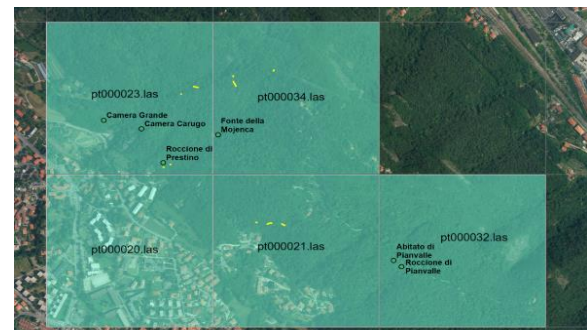 pt000023.las
pt000034.las
Camera Grande
Camera Carugo
Fonte della
Mojenca
Roccione di
Prestino
pt000020.las
pt000021.las
pt000032.las
Abitato di
Pianvalle
Roccione di
Pianvalle